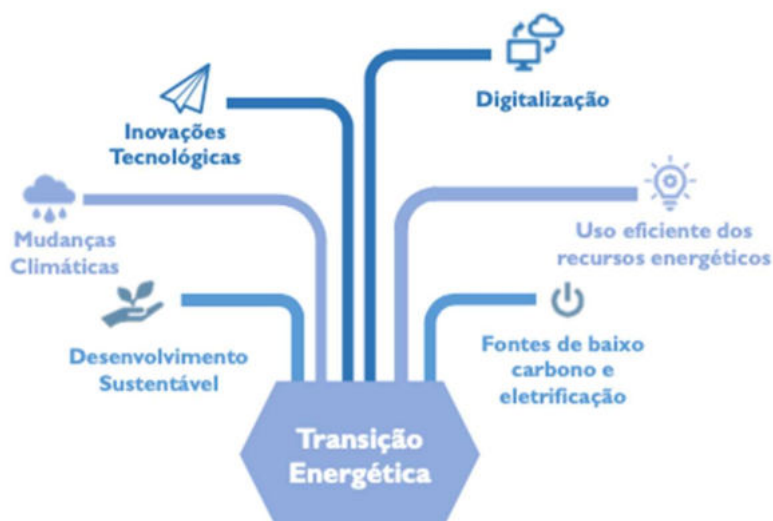 Digitalização
Inovações
Tecnológicas
Uso eficiente dos
recursos energéticos
Mudanças
Climáticas
Desenvolvimento
Sustentável
Fontes de baixo
carbono e
eletrificação
Transição
Energética